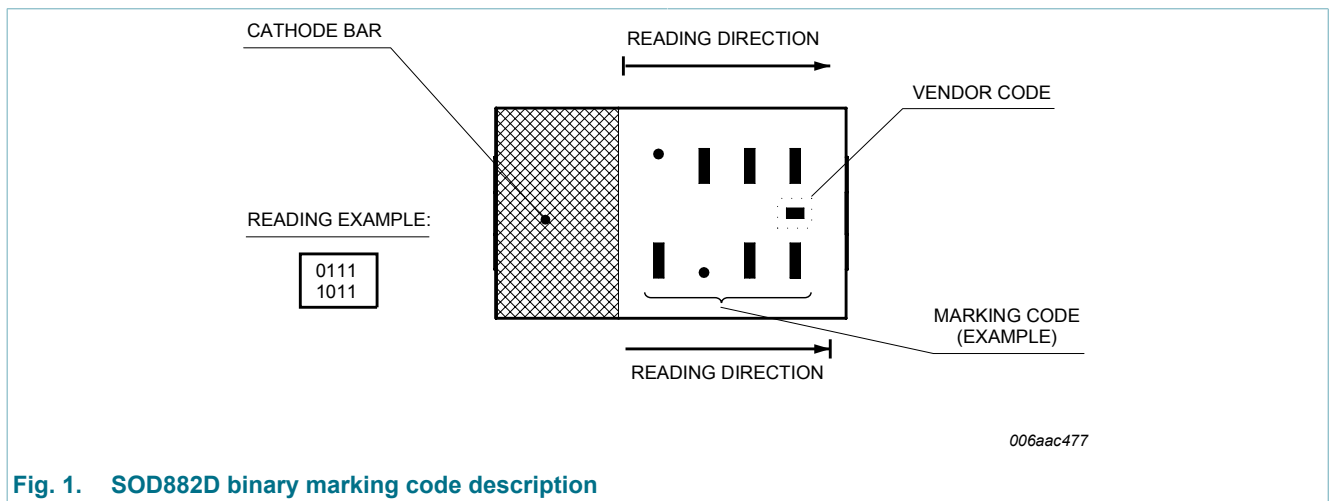 CATHODE BAR
READING DIRECTION
VENDOR CODE
READING EXAMPLE:
0111
1011
MARKING CODE
(EXAMPLE)
READING DIRECTION
006aac477
Fig. 1. SOD882D binary marking code description